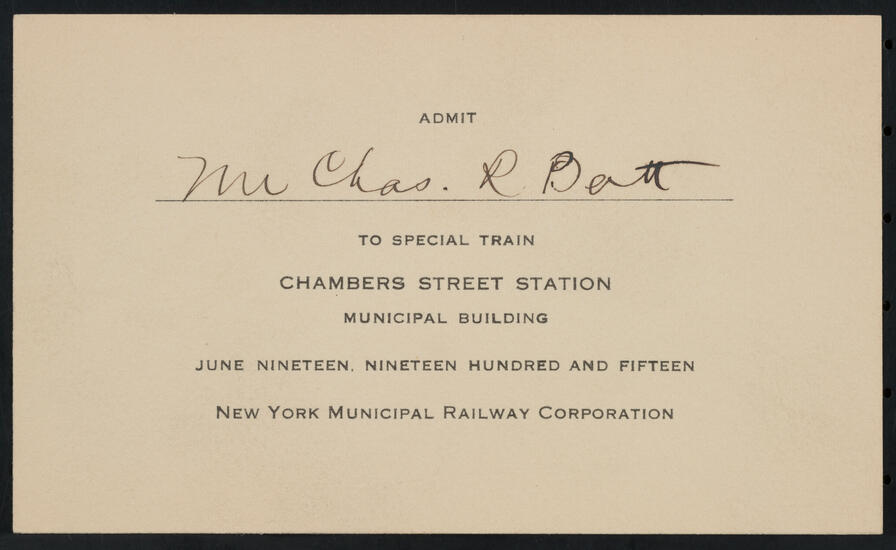 ADMIT
Mr Chas. R. Batt
TO SPECIAL TRAIN
CHAMBERS STREET STATION
MUNICIPAL BUILDING
JUNE NINETEEN, NINETEEN HUNDRED AND FIFTEEN
NEW YORK MUNICIPAL RAILWAY CORPORATION